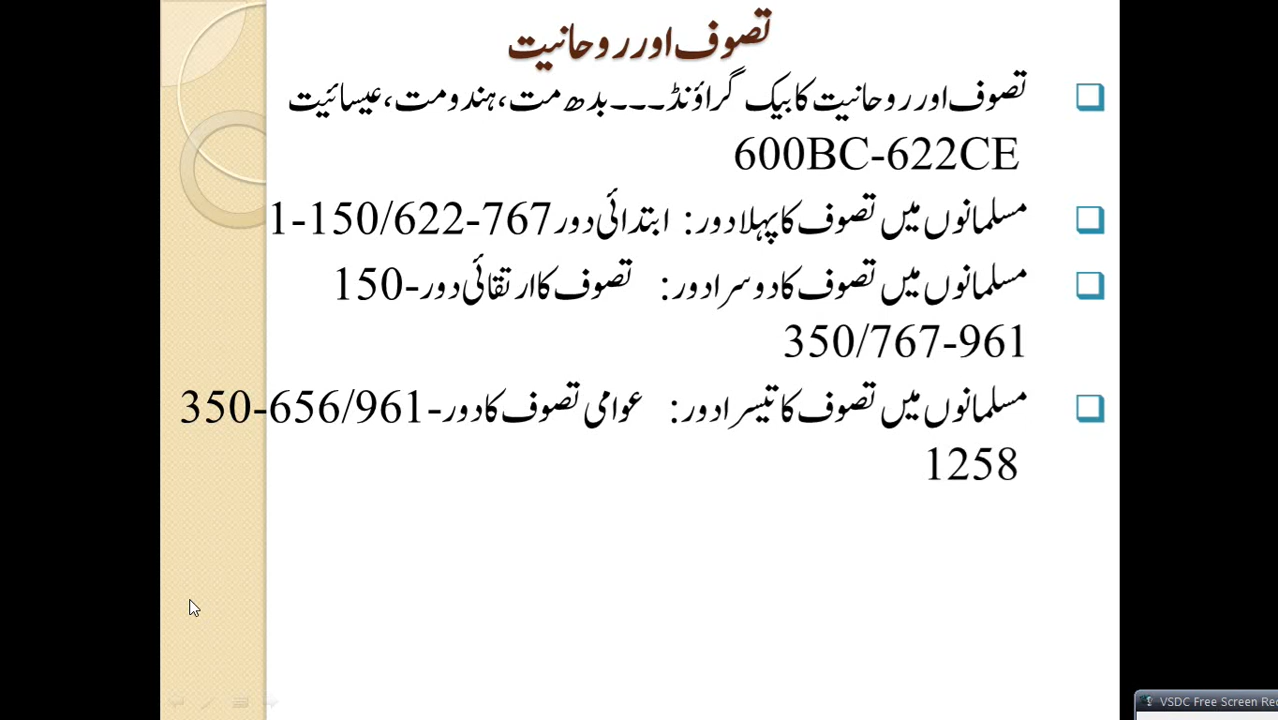 تصوف اور روحانیت
تصوف اور روحانیت کا بیک گراؤنڈ۔۔۔بدھ مت، ہندومت، عیسائیت
600BC-622CE
مسلمانوں میں تصوف کا پہلا دور: ابتدائی دور 1-150/622-767
مسلمانوں میں تصوف کا دوسرا دور: تصوف کا ارتقائی دور-150
350/767-961
مسلمانوں میں تصوف کا تیسرا دور: عوامی تصوف کا دور-350-656/961
1258
VSDC Free Screen Rec